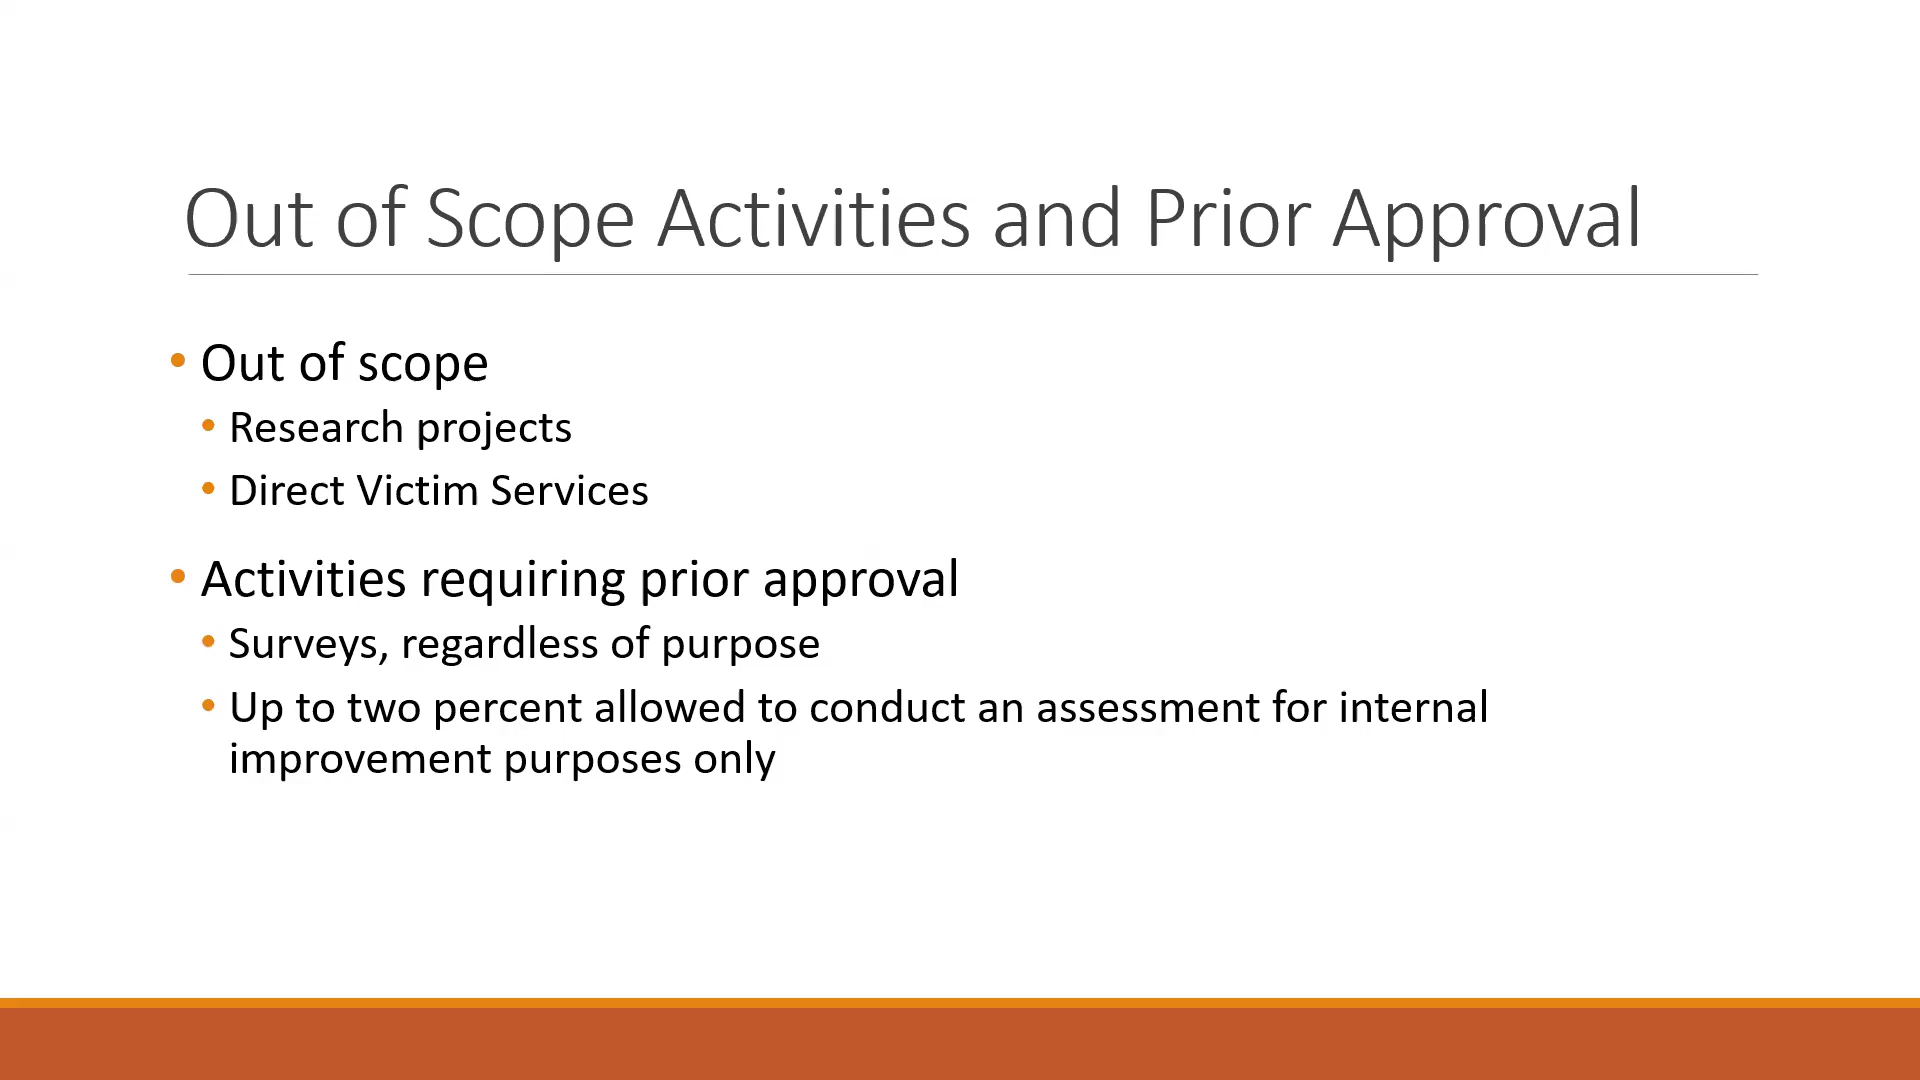 Out of Scope Activities and Prior Approval
• Out of scope
• Research projects
• Direct Victim Services
• Activities requiring prior approval
• Surveys, regardless of purpose
• Up to two percent allowed to conduct an assessment for internal
improvement purposes only